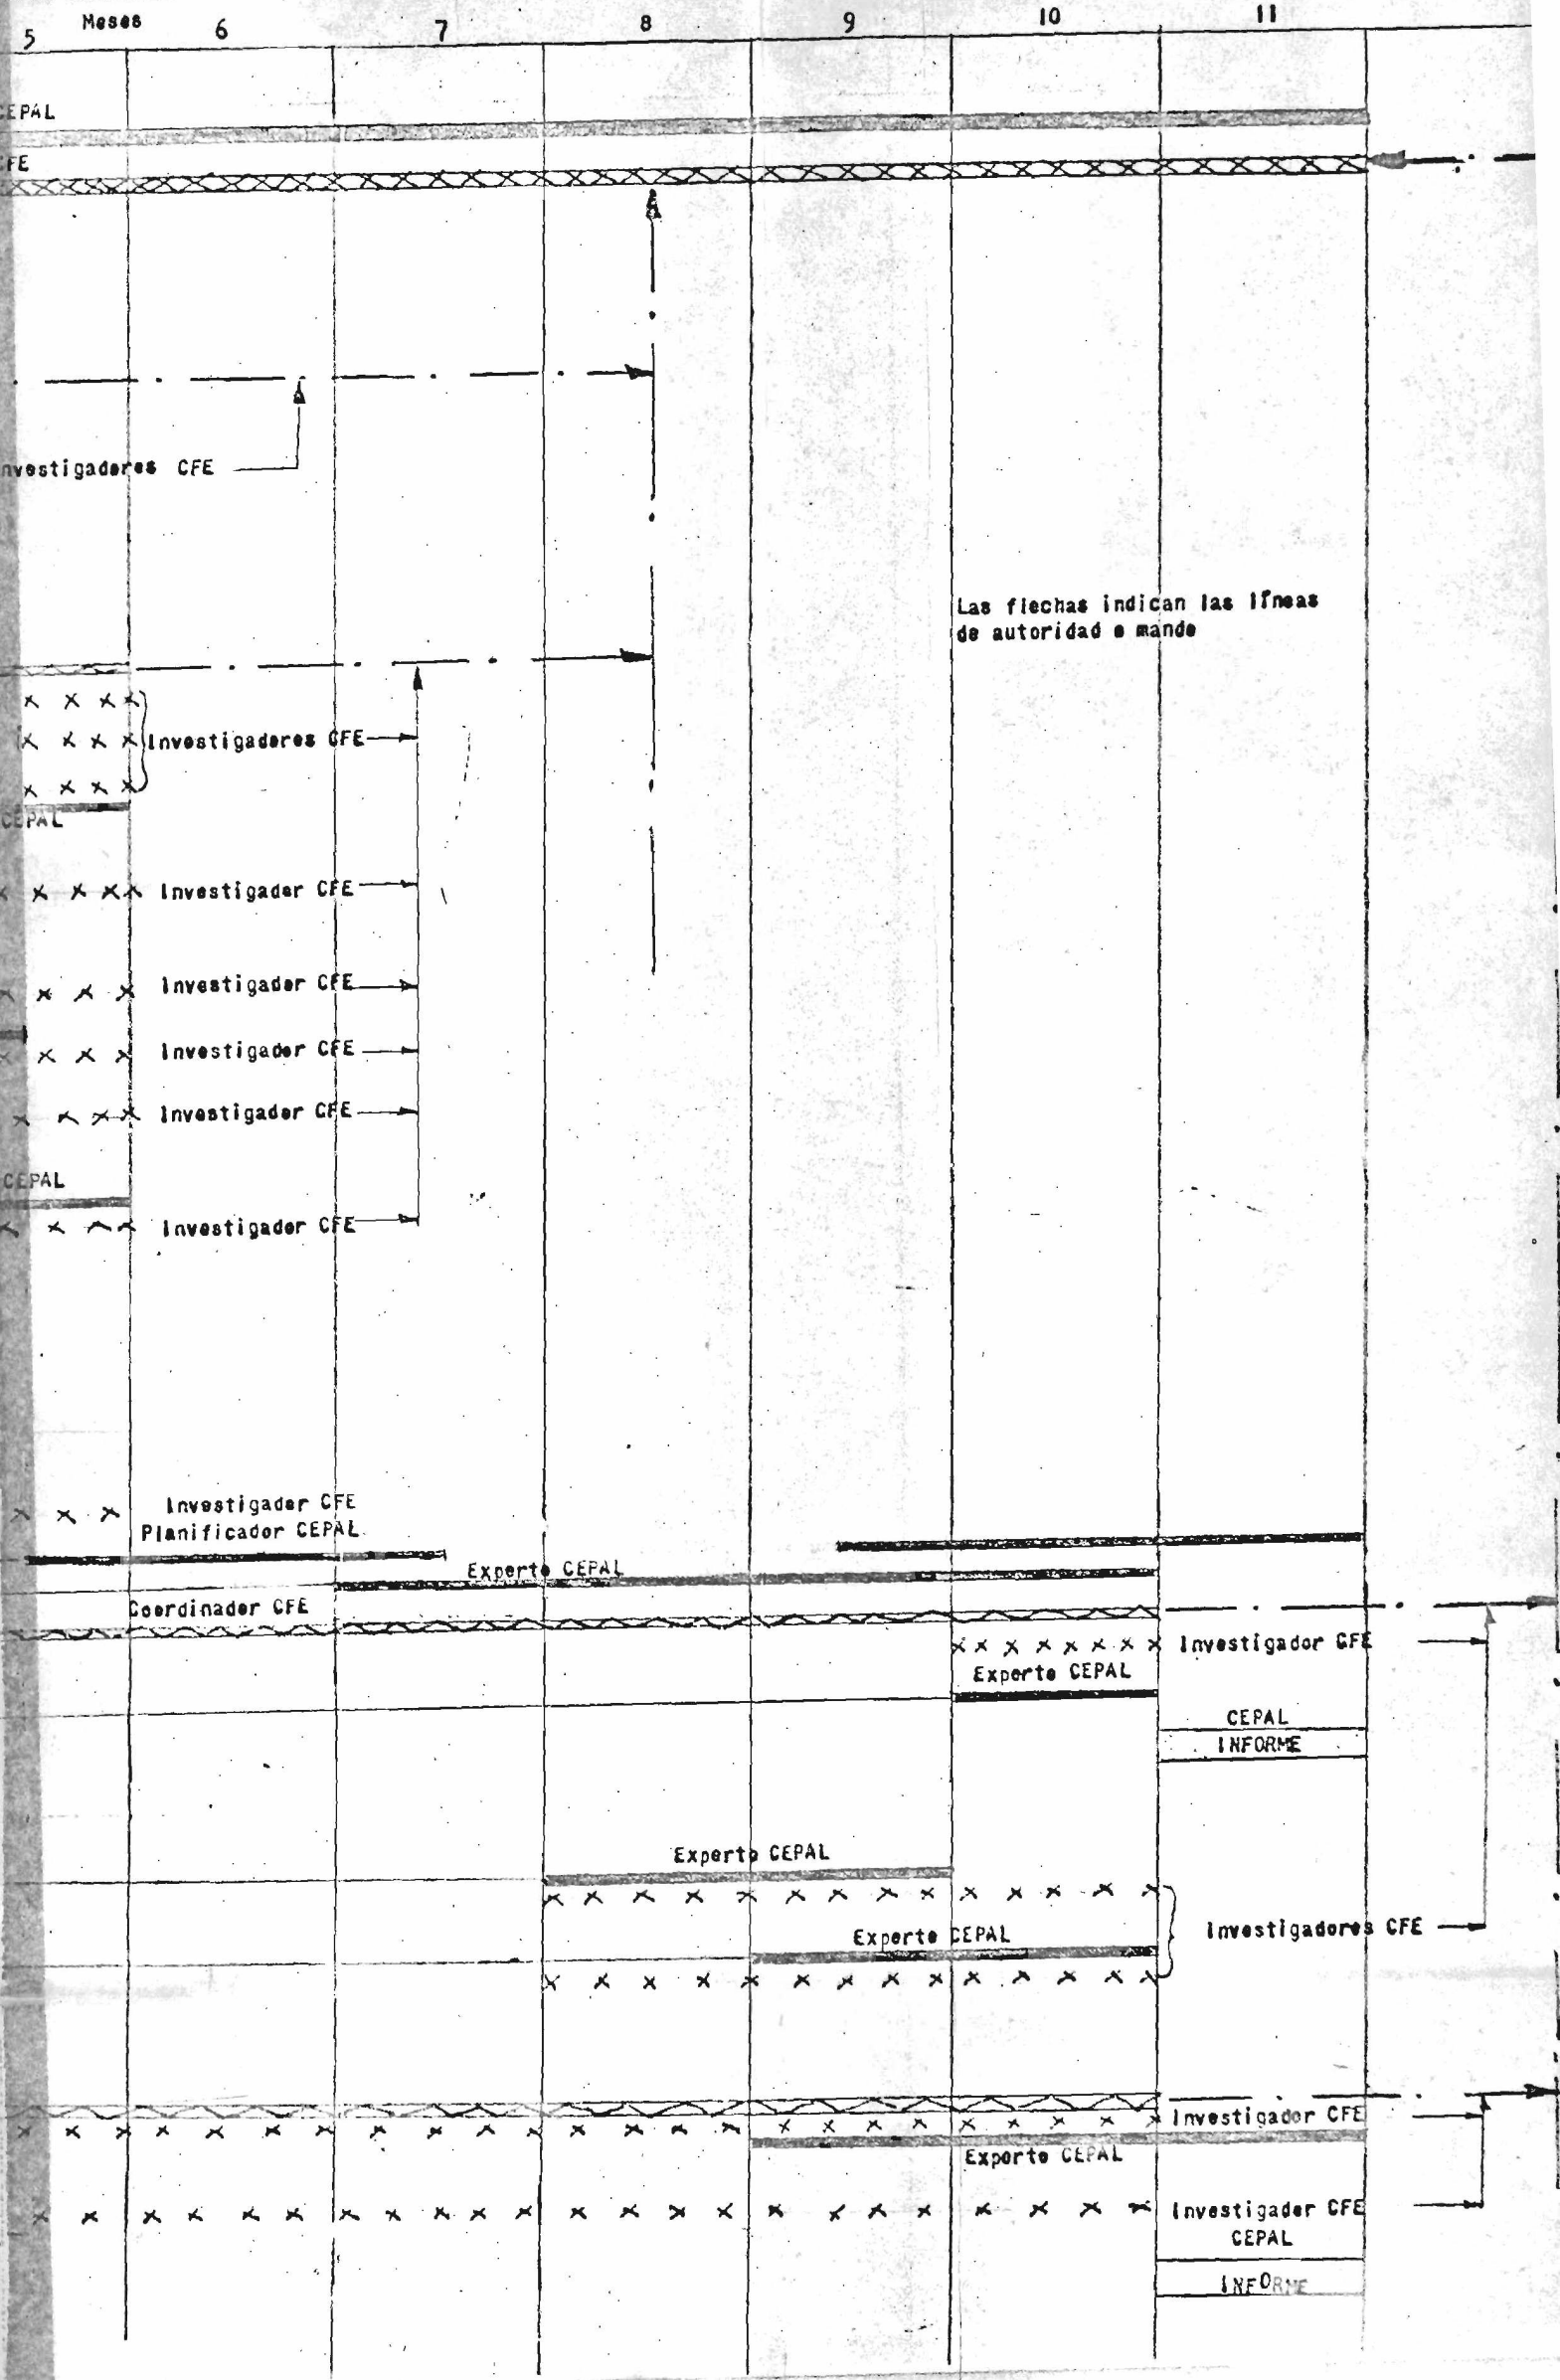 Meses
5 6 7 8 9 10 11
CEPAL
CFE
nvestigadores CFE
Las flechas indican las líneas
de autoridad o mando
Investigadores CFE
CEPAL
Investigador CFE
Investigador CFE
Investigador CFE
Investigador CFE
CEPAL
Investigador CFE
Investigador CFE
Planificador CEPAL
Experto CEPAL
Coordinador CFE
Investigador CFE
Experto CEPAL
CEPAL
INFORME
Experto CEPAL
Experto CEPAL
Investigadores CFE
Investigador CFE
Experto CEPAL
Investigador CFE
CEPAL
INFORME